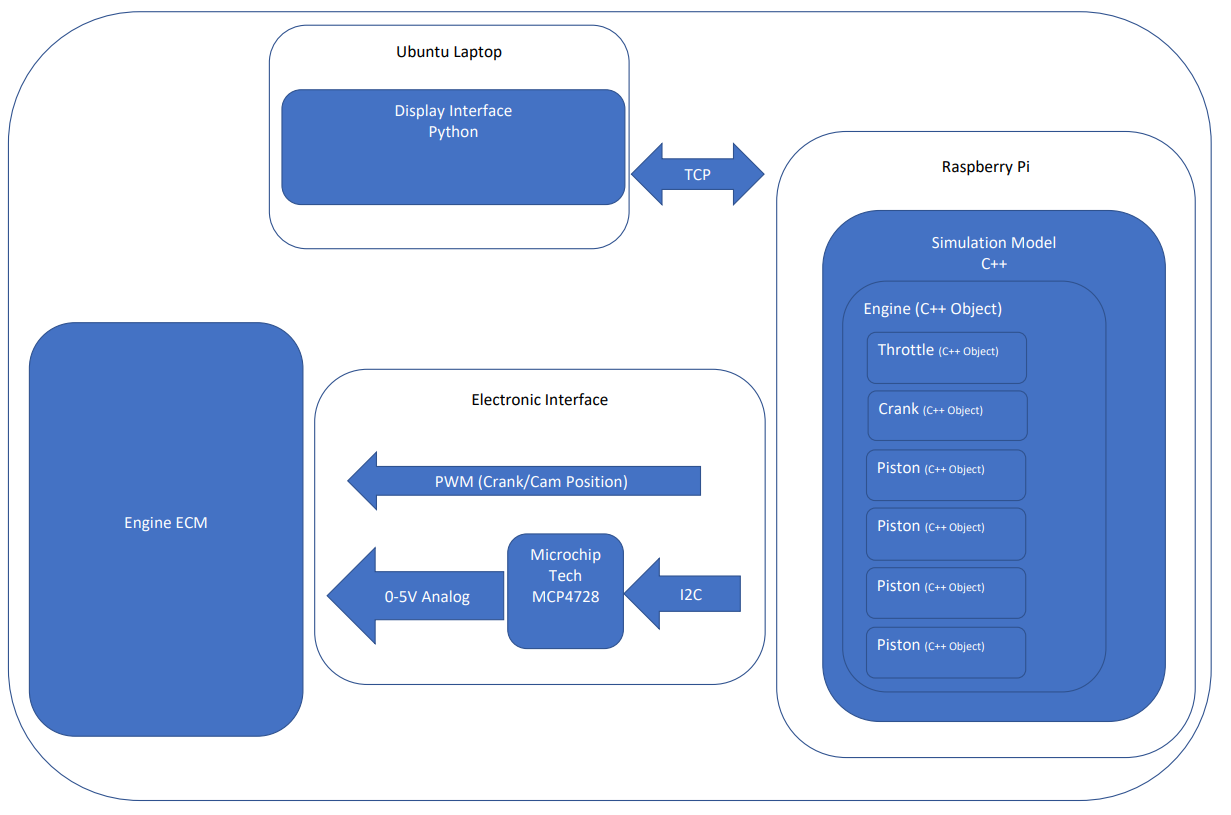 Ubuntu Laptop
Display Interface
Python
TCP
Raspberry Pi
Simulation Model
C++
Engine (C++ Object)
Throttle (C++ Object)
Crank (C++ Object)
Piston (C++ Object)
Piston (C++ Object)
Piston (C++ Object)
Piston (C++ Object)
Engine ECM
Electronic Interface
PWM (Crank/Cam Position)
0-5V Analog
Microchip
Tech
MCP4728
I2C